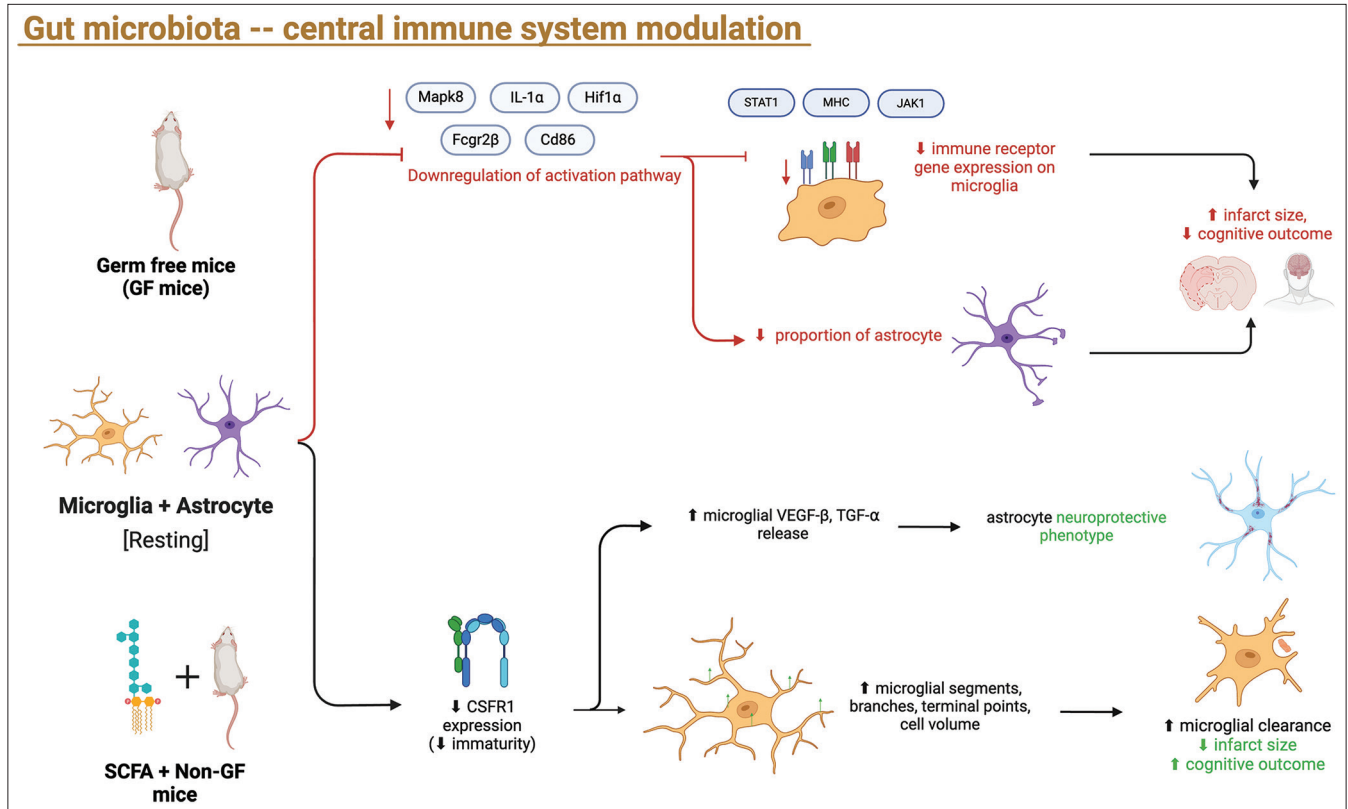 Gut microbiota -- central immune system modulation
Mapk8
IL-1α
Hif1α
Fcgr2β
Cd86
Downregulation of activation pathway
STAT1
MHC
JAK1
⬇ immune receptor
gene expression on
microglia
⬆ infarct size,
⬇ cognitive outcome
Germ free mice
(GF mice)
⬇ proportion of astrocyte
Microglia + Astrocyte
[Resting]
⬆ microglial VEGF-β, TGF-α
release
astrocyte neuroprotective
phenotype
+
P
P
SCFA + Non-GF
mice
⬇ CSFR1
expression
(⬇ immaturity)
⬆ microglial segments,
branches, terminal points,
cell volume
⬆ microglial clearance
⬇ infarct size
⬆ cognitive outcome